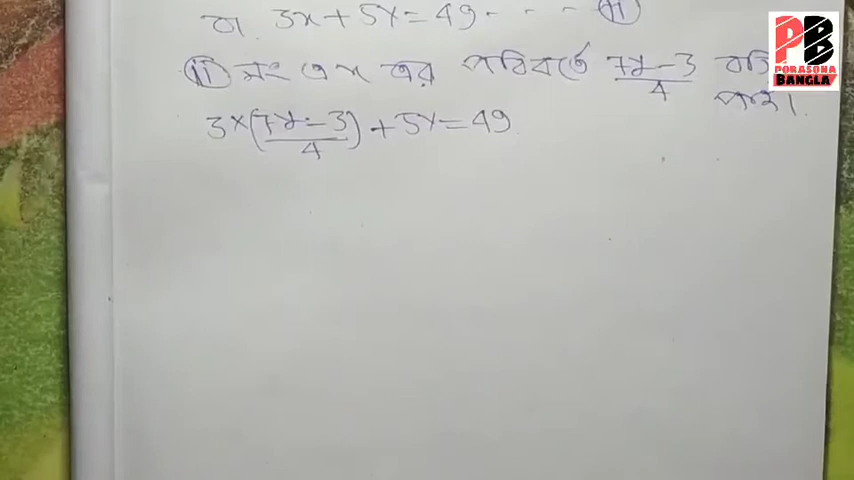 বা, 3x + 5y = 49 - - - - (ii)
PB
PORASONA
BANGLA
(ii) নং এ x এর পরিবর্তে (7y - 3)/4
পাই।
3×((7y - 3)/4) + 5y = 49